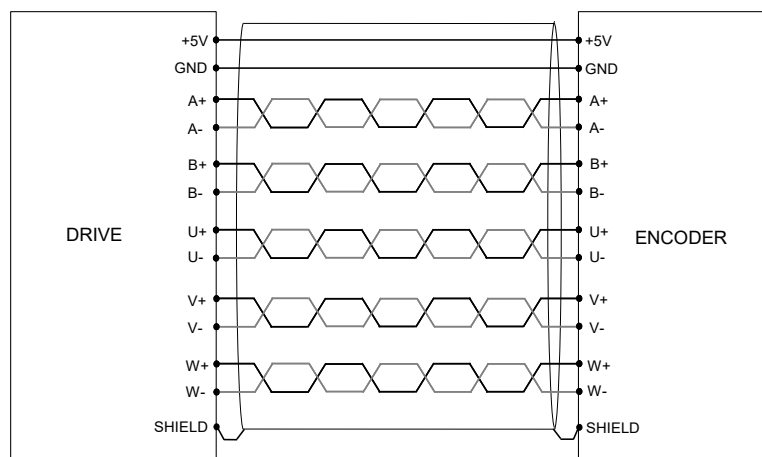 +5V +5V
GND GND
A+ A+
A- A-
B+ B+
B- B-
DRIVE U+ U+ ENCODER
U- U-
V+ V+
V- V-
W+ W+
W- W-
SHIELD SHIELD